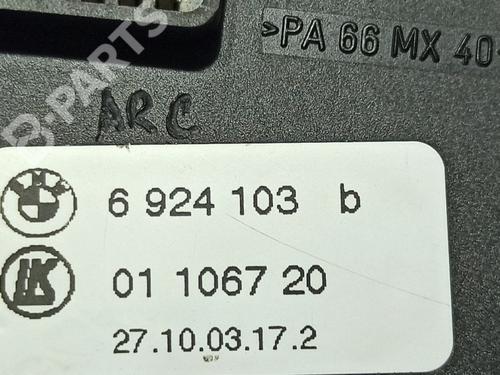 >PA 66 MX 40
ARC
B-PARTS
BMW
6 924 103 b
LK
01 1067 20
27.10.03.17.2